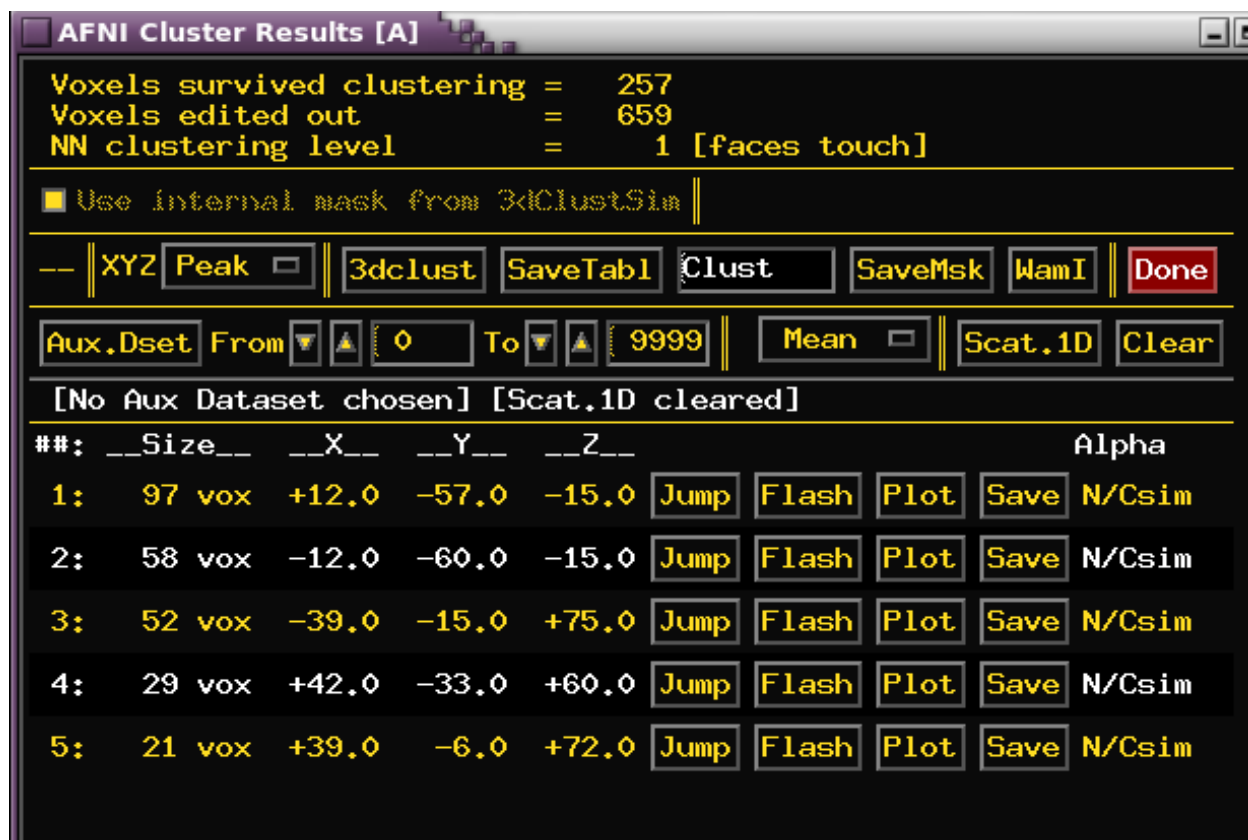 AFNI Cluster Results [A]
Voxels survived clustering = 257
Voxels edited out = 659
NN clustering level = 1 [faces touch]
Use internal mask from 3dClustSim
-- XYZ Peak 3dclust SaveTabl Clust SaveMsk WamI Done
Aux.Dset From 0 To 9999 Mean Scat.1D Clear
[No Aux Dataset chosen] [Scat.1D cleared]
##: __Size__ __X__ __Y__ __Z__ Alpha
1: 97 vox +12.0 -57.0 -15.0 Jump Flash Plot Save N/Csim
2: 58 vox -12.0 -60.0 -15.0 Jump Flash Plot Save N/Csim
3: 52 vox -39.0 -15.0 +75.0 Jump Flash Plot Save N/Csim
4: 29 vox +42.0 -33.0 +60.0 Jump Flash Plot Save N/Csim
5: 21 vox +39.0 -6.0 +72.0 Jump Flash Plot Save N/Csim